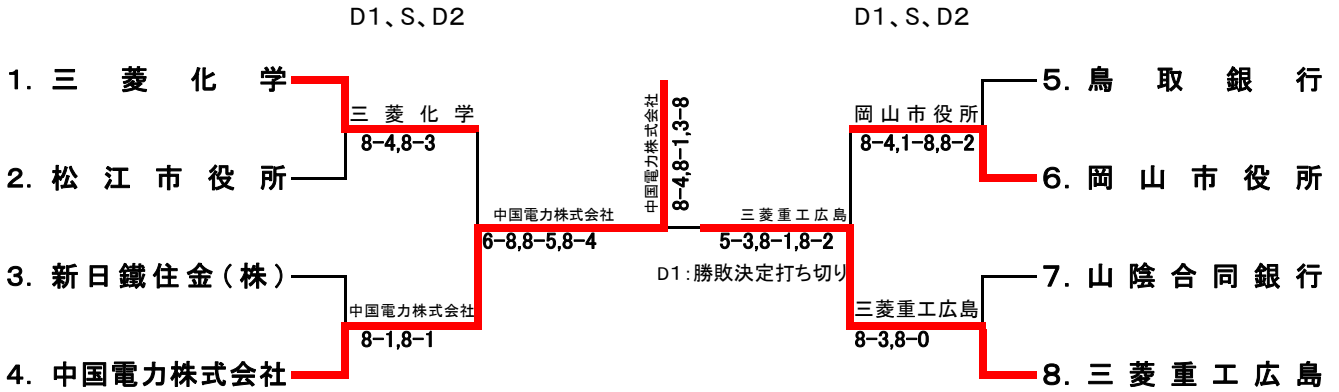 D1、S、D2
D1、S、D2
1. 三菱化学
5. 鳥取銀行
三菱化学
8-4,8-3
岡山市役所
8-4,1-8,8-2
中国電力株式会社
8-4,8-1,3-8
2. 松江市役所
6. 岡山市役所
中国電力株式会社
6-8,8-5,8-4
三菱重工広島
5-3,8-1,8-2
D1:勝敗決定打ち切り
3. 新日鐵住金(株)
7. 山陰合同銀行
中国電力株式会社
8-1,8-1
三菱重工広島
8-3,8-0
4. 中国電力株式会社
8. 三菱重工広島